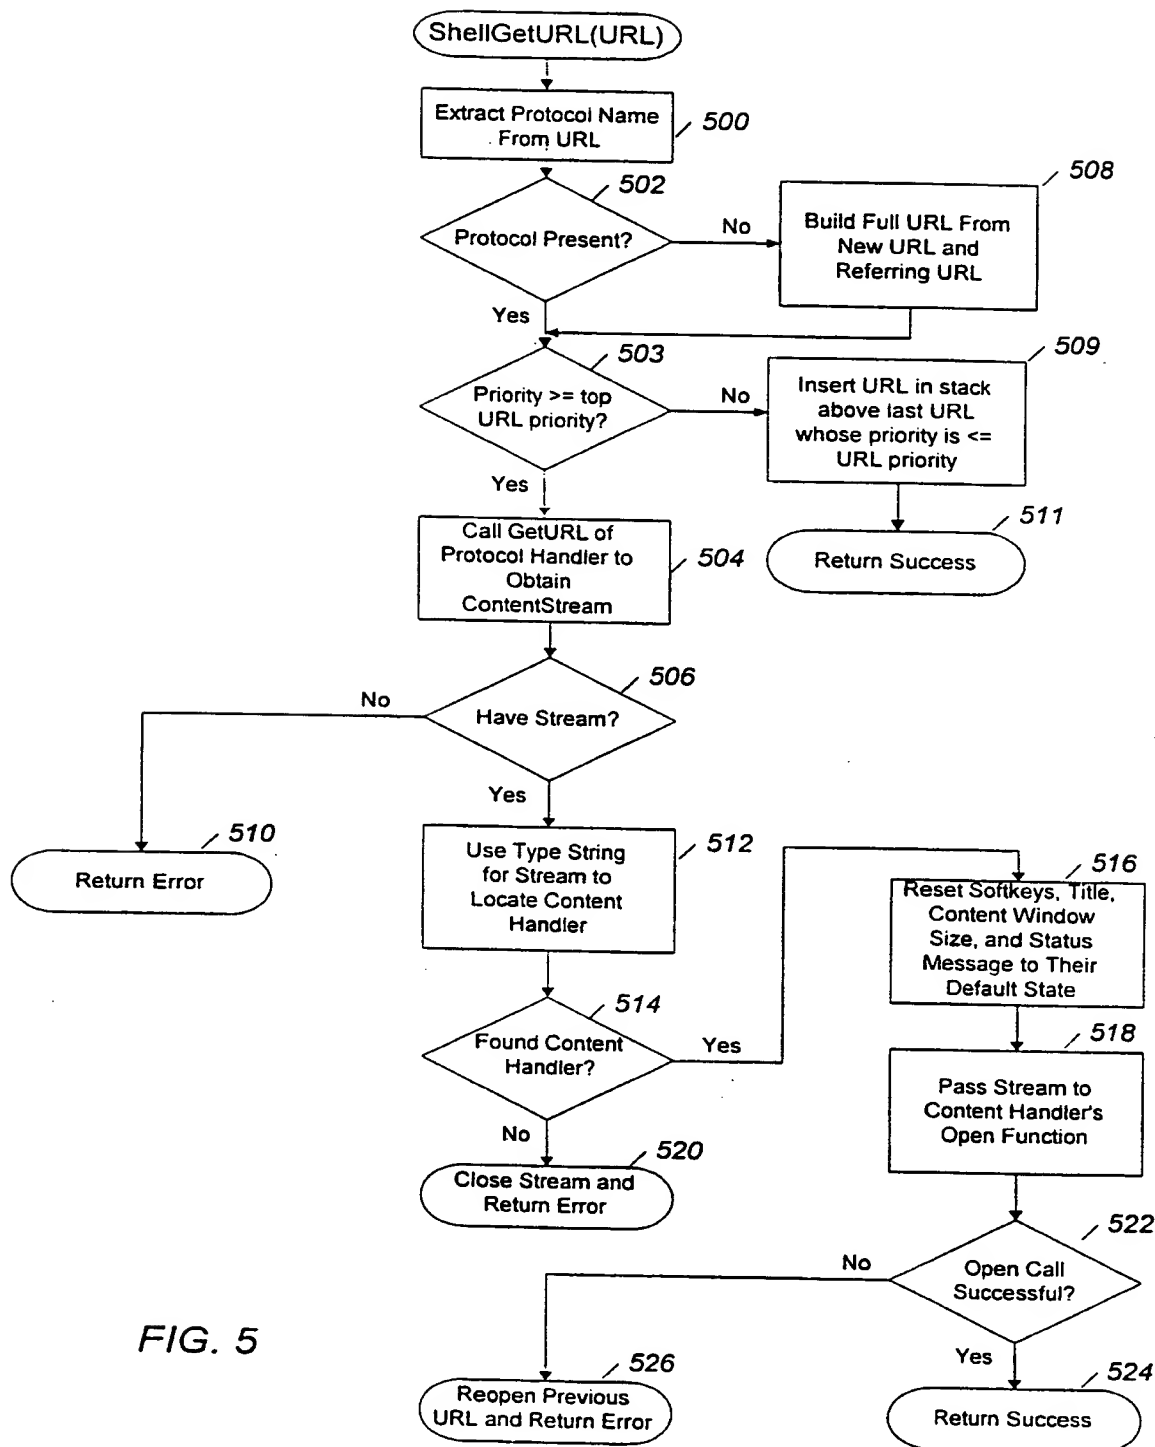 ShellGetURL(URL)
Extract Protocol Name
From URL
500
502
Protocol Present?
No
508
Build Full URL From
New URL and
Referring URL
Yes
503
Priority >= top
URL priority?
No
509
Insert URL in stack
above last URL
whose priority is <=
URL priority
Yes
511
Return Success
Call GetURL of
Protocol Handler to
Obtain
ContentStream
504
506
Have Stream?
No
Yes
510
Return Error
Use Type String
for Stream to
Locate Content
Handler
512
516
Reset Softkeys, Title,
Content Window
Size, and Status
Message to Their
Default State
514
Found Content
Handler?
Yes
No
518
Pass Stream to
Content Handler's
Open Function
520
Close Stream and
Return Error
522
Open Call
Successful?
No
Yes
526
Reopen Previous
URL and Return Error
524
Return Success
FIG. 5